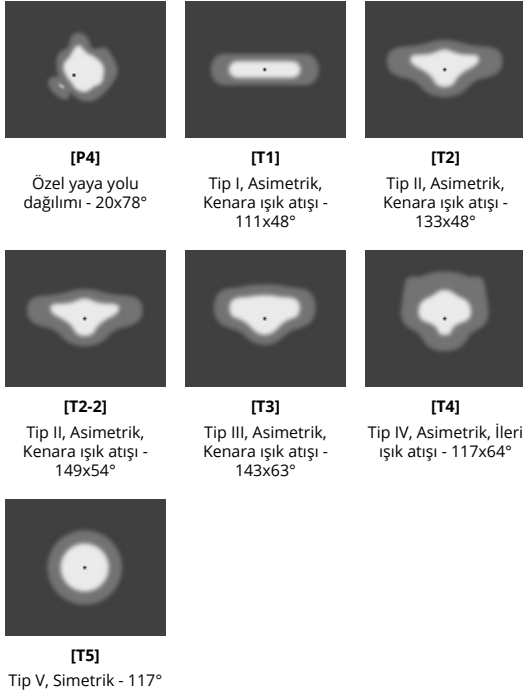 [P4]
Özel yaya yolu
dağılımı - 20x78°
[T1]
Tip I, Asimetrik,
Kenara ışık atışı -
111x48°
[T2]
Tip II, Asimetrik,
Kenara ışık atışı -
133x48°
[T2-2]
Tip II, Asimetrik,
Kenara ışık atışı -
149x54°
[T3]
Tip III, Asimetrik,
Kenara ışık atışı -
143x63°
[T4]
Tip IV, Asimetrik, İleri
ışık atışı - 117x64°
[T5]
Tip V, Simetrik - 117°